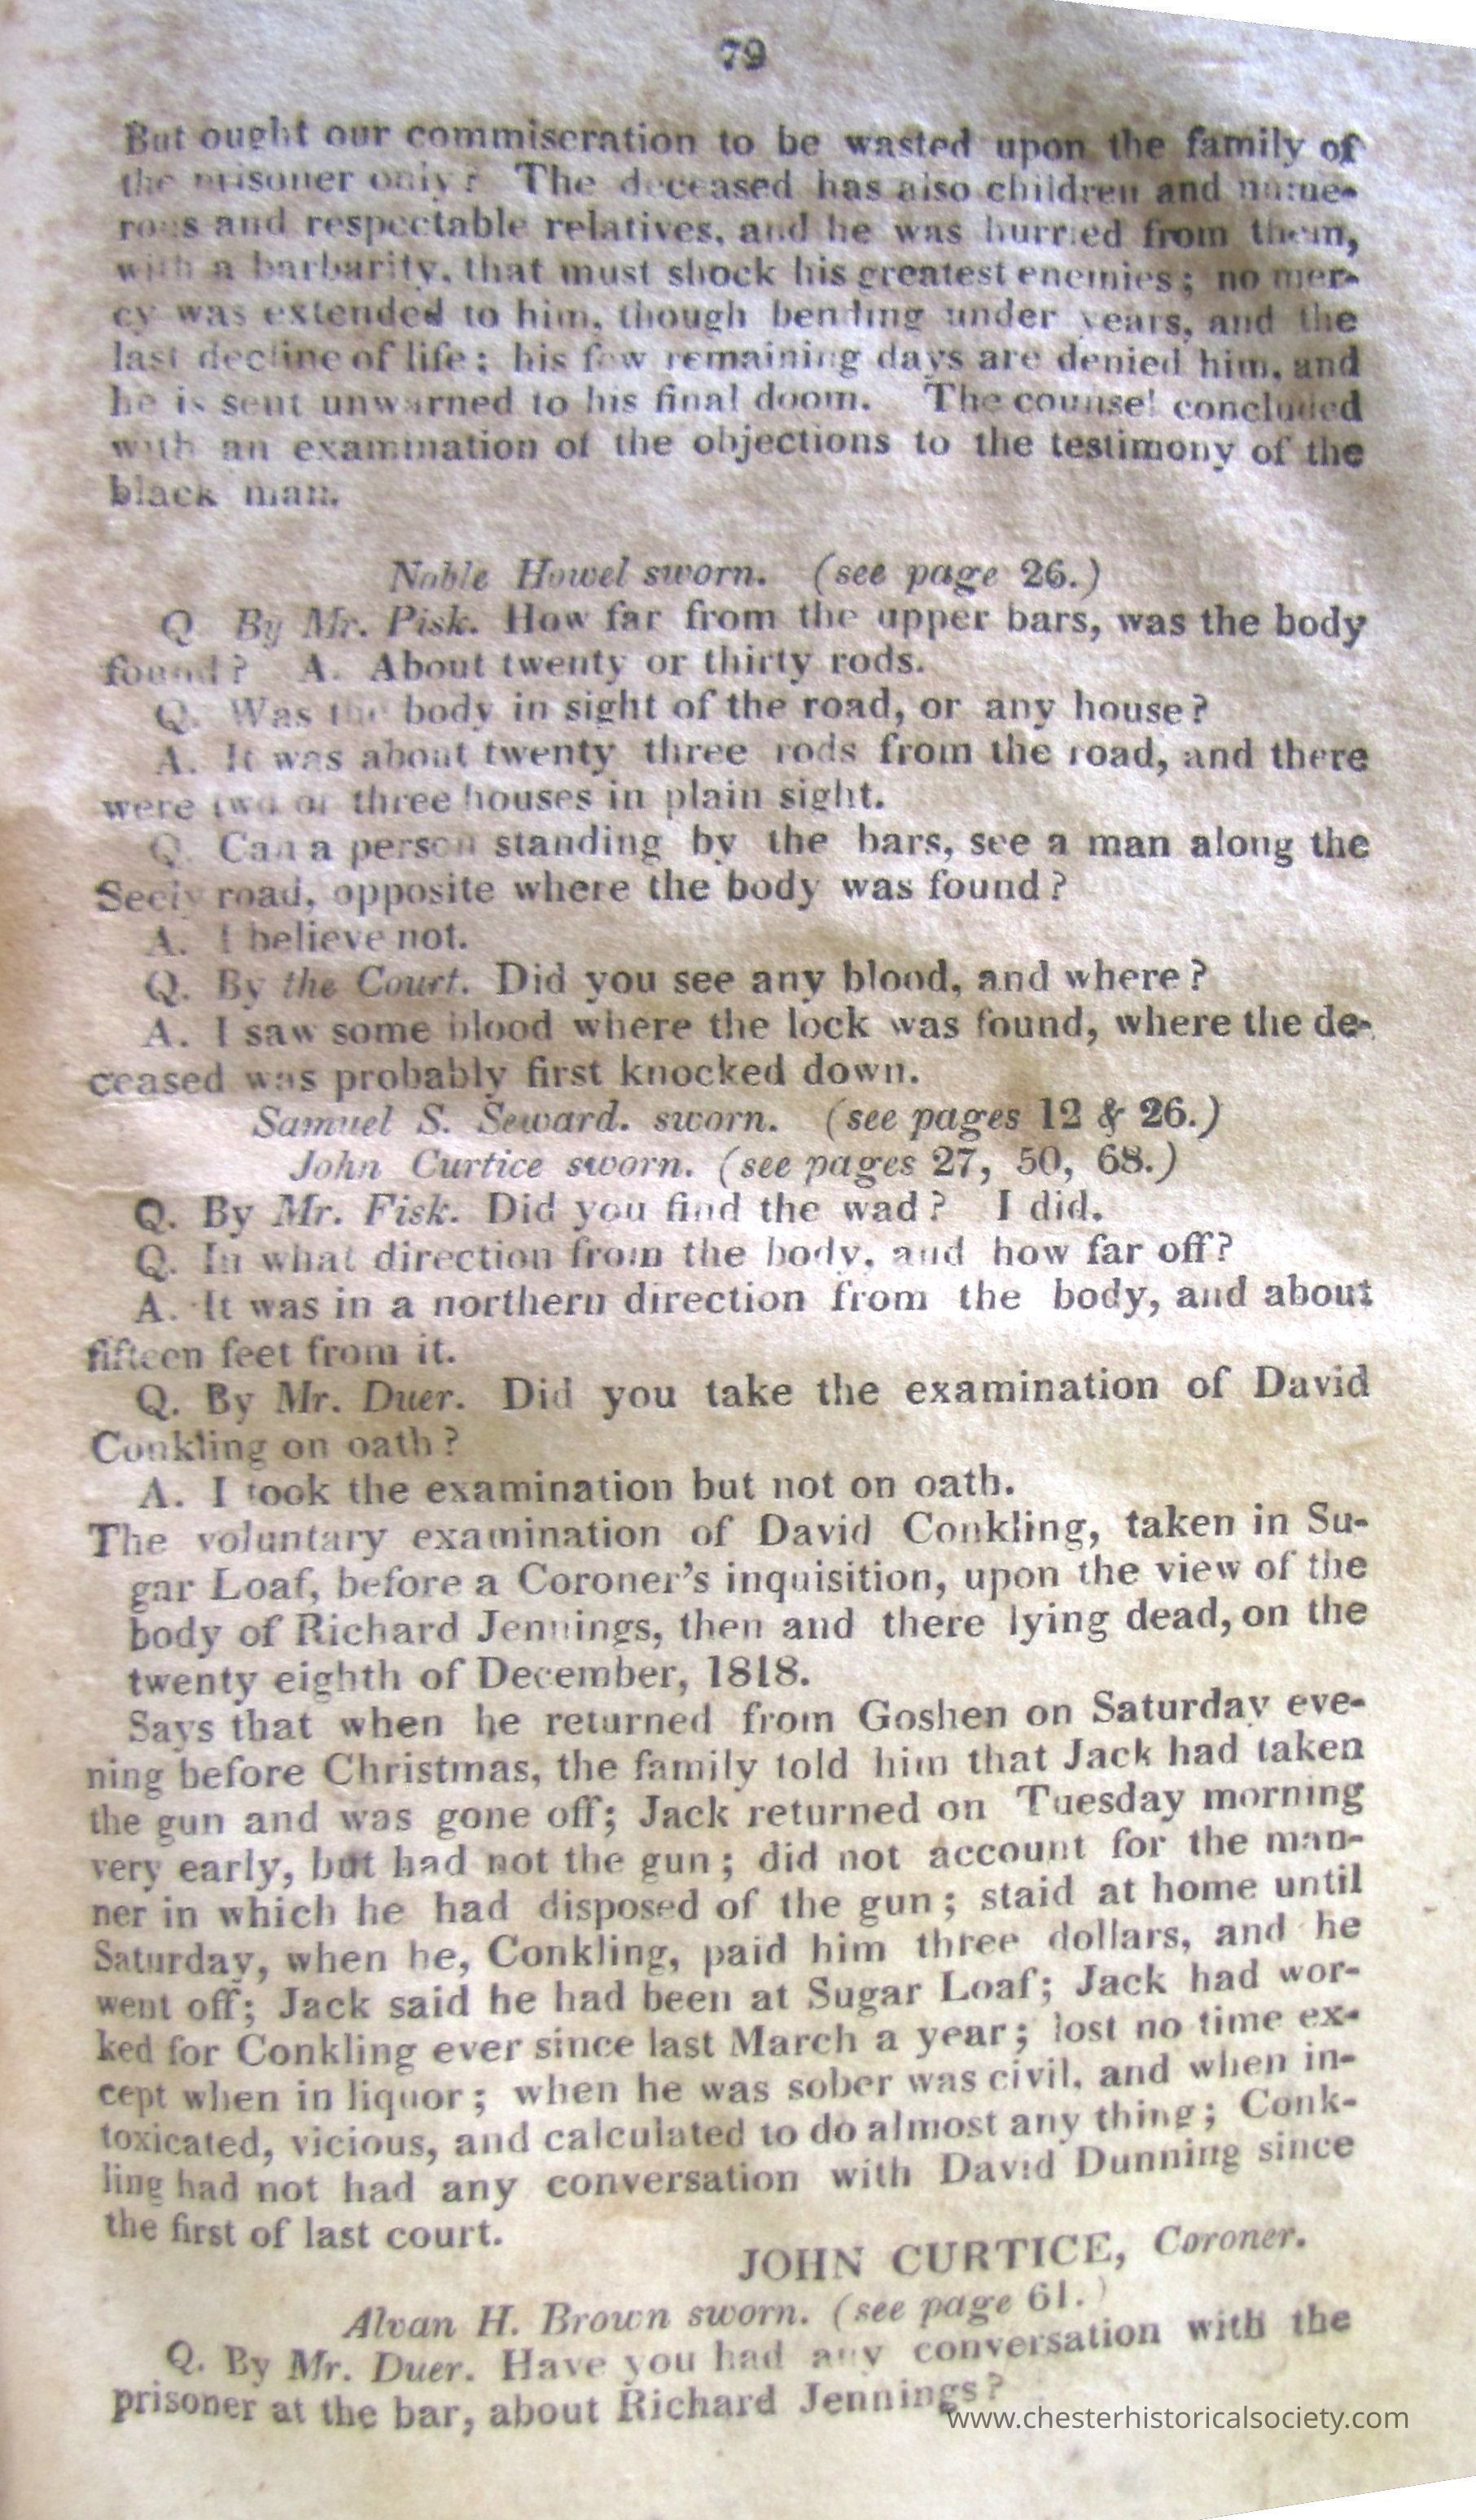 79
But ought our commiseration to be wasted upon the family of
the prisoner only? The deceased has also children and nume-
rous and respectable relatives, and he was hurried from them,
with a barbarity, that must shock his greatest enemies; no mer-
cy was extended to him, though bending under years, and the
last decline of life; his few remaining days are denied him, and
he is sent unwarned to his final doom. The counsel concluded
with an examination of the objections to the testimony of the
black man.
Noble Howel sworn. (see page 26.)
Q By Mr. Pisk. How far from the upper bars, was the body
found? A. About twenty or thirty rods.
Q. Was the body in sight of the road, or any house?
A. It was about twenty three rods from the road, and there
were two or three houses in plain sight.
Q. Can a person standing by the bars, see a man along the
Seely road, opposite where the body was found?
A. I believe not.
Q. By the Court. Did you see any blood, and where?
A. I saw some blood where the lock was found, where the de-
ceased was probably first knocked down.
Samuel S. Seward. sworn. (see pages 12 & 26.)
John Curtice sworn. (see pages 27, 50, 68.)
Q. By Mr. Fisk. Did you find the wad? I did.
Q. In what direction from the body, and how far off?
A. It was in a northern direction from the body, and about
fifteen feet from it.
Q. By Mr. Duer. Did you take the examination of David
Conkling on oath?
A. I took the examination but not on oath.
The voluntary examination of David Conkling, taken in Su-
gar Loaf, before a Coroner's inquisition, upon the view of the
body of Richard Jennings, then and there lying dead, on the
twenty eighth of December, 1818.
Says that when he returned from Goshen on Saturday eve-
ning before Christmas, the family told him that Jack had taken
the gun and was gone off; Jack returned on Tuesday morning
very early, but had not the gun; did not account for the man-
ner in which he had disposed of the gun; staid at home until
Saturday, when he, Conkling, paid him three dollars, and he
went off; Jack said he had been at Sugar Loaf; Jack had wor-
ked for Conkling ever since last March a year; lost no time ex-
cept when in liquor; when he was sober was civil, and when in-
toxicated, vicious, and calculated to do almost any thing; Conk-
ling had not had any conversation with David Dunning since
the first of last court.
JOHN CURTICE, Coroner.
Alvan H. Brown sworn. (see page 61.)
Q. By Mr. Duer. Have you had any conversation with the
prisoner at the bar, about Richard Jennings?
www.chesterhistoricalsociety.com